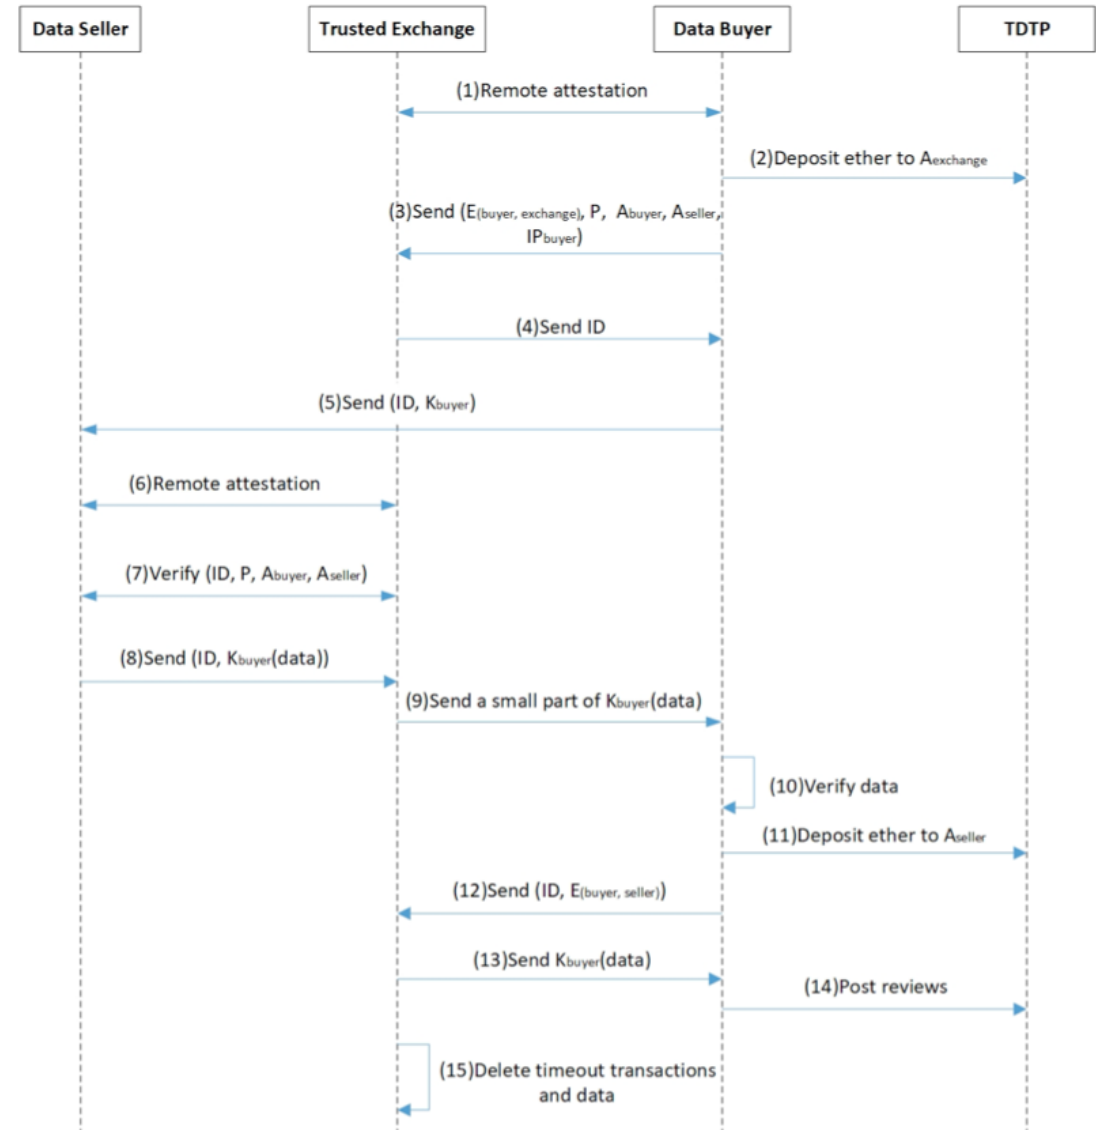 Data Seller
Trusted Exchange
Data Buyer
TDTP
(1)Remote attestation
(2)Deposit ether to Aexchange
(3)Send (E(buyer, exchange), P, Abuyer, Aseller,
IPbuyer)
(4)Send ID
(5)Send (ID, Kbuyer)
(6)Remote attestation
(7)Verify (ID, P, Abuyer, Aseller)
(8)Send (ID, Kbuyer(data))
(9)Send a small part of Kbuyer(data)
(10)Verify data
(11)Deposit ether to Aseller
(12)Send (ID, E(buyer, seller))
(13)Send Kbuyer(data)
(14)Post reviews
(15)Delete timeout transactions
and data